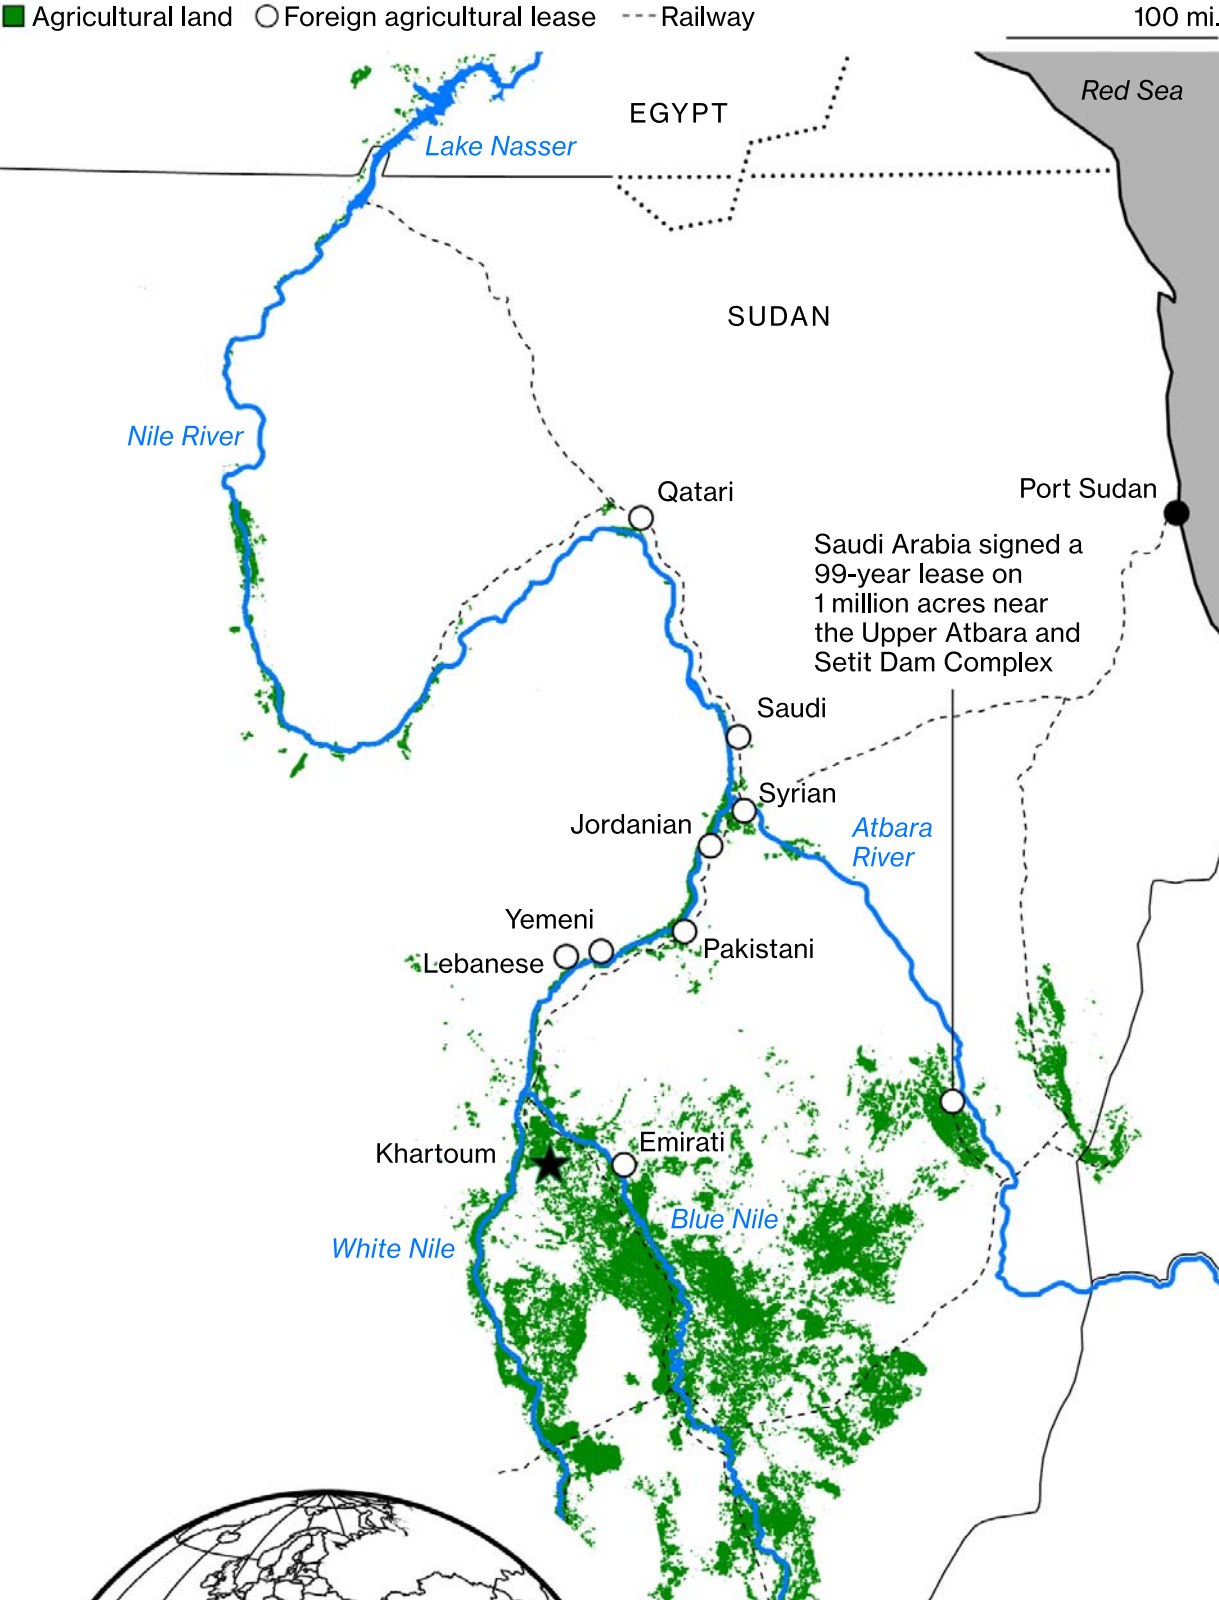 Agricultural land
Foreign agricultural lease
Railway
100 mi.
Red Sea
EGYPT
Lake Nasser
SUDAN
Nile River
Qatari
Port Sudan
Saudi Arabia signed a
99-year lease on
1 million acres near
the Upper Atbara and
Setit Dam Complex
Saudi
Syrian
Jordanian
Atbara
River
Yemeni
Pakistani
Lebanese
Emirati
Khartoum
Blue Nile
White Nile